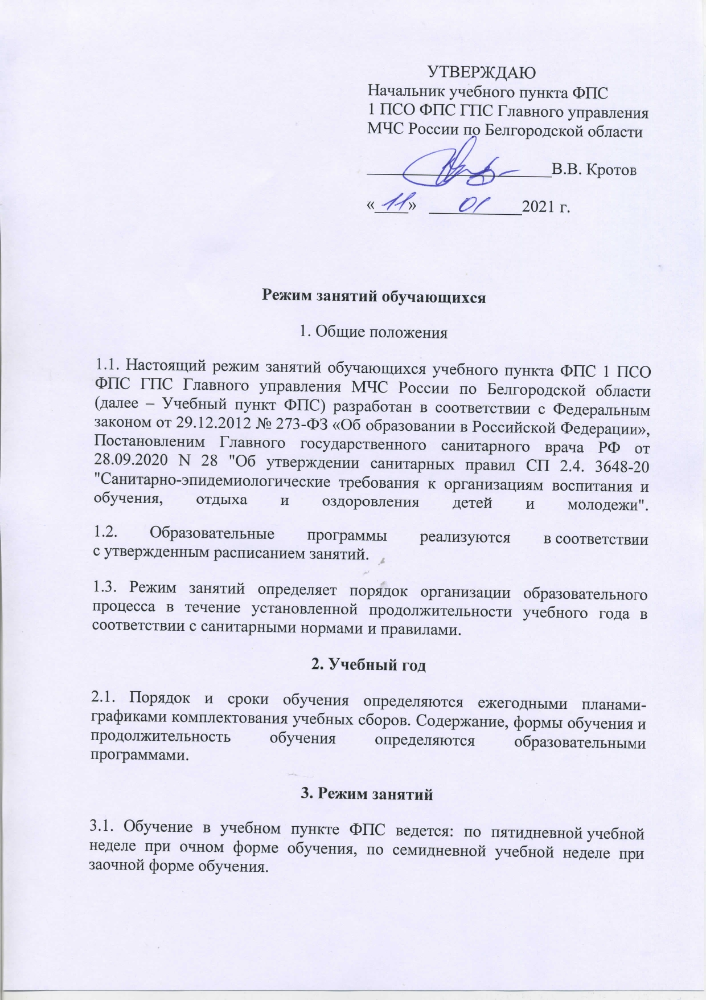 УТВЕРЖДАЮ
Начальник учебного пункта ФПС
1 ПСО ФПС ГПС Главного управления
МЧС России по Белгородской области
В.В. Кротов
«11» 01 2021 г.
Режим занятий обучающихся
1. Общие положения
1.1. Настоящий режим занятий обучающихся учебного пункта ФПС 1 ПСО
ФПС ГПС Главного управления МЧС России по Белгородской области
(далее – Учебный пункт ФПС) разработан в соответствии с Федеральным
законом от 29.12.2012 № 273-ФЗ «Об образовании в Российской Федерации»,
Постановленим Главного государственного санитарного врача РФ от
28.09.2020 N 28 "Об утверждении санитарных правил СП 2.4. 3648-20
"Санитарно-эпидемиологические требования к организациям воспитания и
обучения, отдыха и оздоровления детей и молодежи".
1.2. Образовательные программы реализуются в соответствии
с утвержденным расписанием занятий.
1.3. Режим занятий определяет порядок организации образовательного
процесса в течение установленной продолжительности учебного года в
соответствии с санитарными нормами и правилами.
2. Учебный год
2.1. Порядок и сроки обучения определяются ежегодными планами-
графиками комплектования учебных сборов. Содержание, формы обучения и
продолжительность обучения определяются образовательными
программами.
3. Режим занятий
3.1. Обучение в учебном пункте ФПС ведется: по пятидневной учебной
неделе при очном форме обучения, по семидневной учебной неделе при
заочной форме обучения.